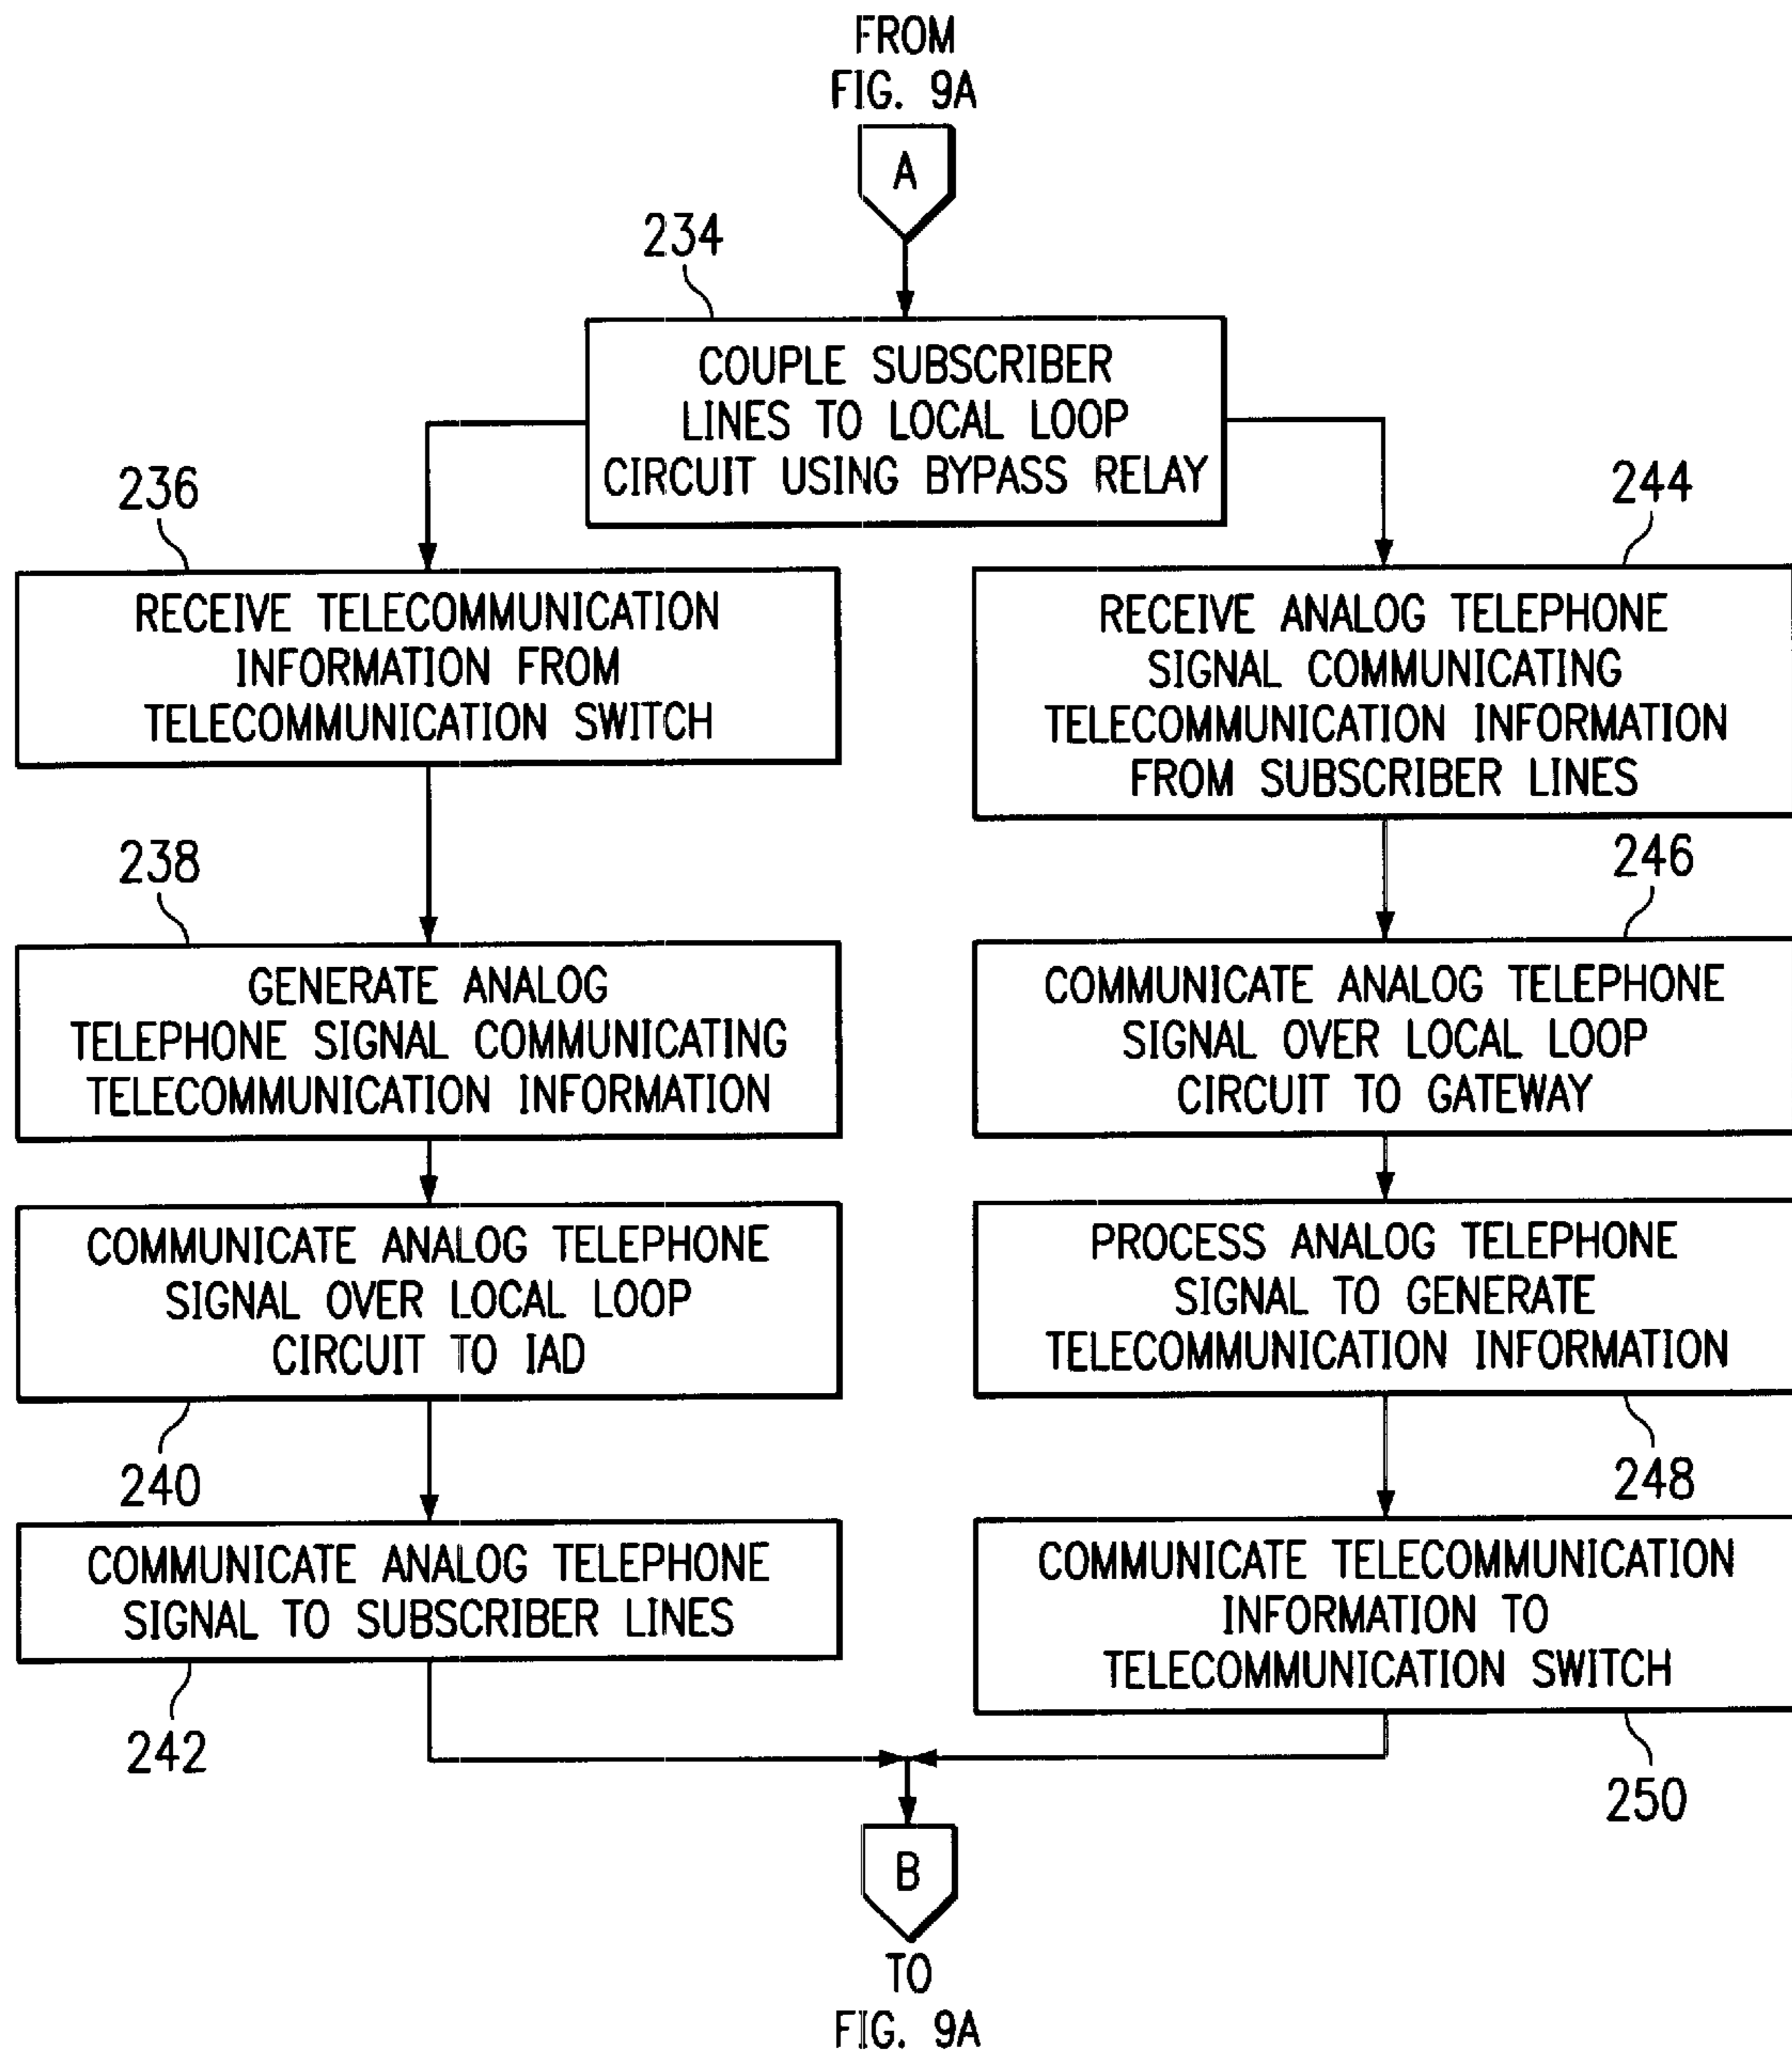 FROM
FIG. 9A
A
234
COUPLE SUBSCRIBER
LINES TO LOCAL LOOP
CIRCUIT USING BYPASS RELAY
236
RECEIVE TELECOMMUNICATION
INFORMATION FROM
TELECOMMUNICATION SWITCH
238
GENERATE ANALOG
TELEPHONE SIGNAL COMMUNICATING
TELECOMMUNICATION INFORMATION
COMMUNICATE ANALOG TELEPHONE
SIGNAL OVER LOCAL LOOP
CIRCUIT TO IAD
240
COMMUNICATE ANALOG TELEPHONE
SIGNAL TO SUBSCRIBER LINES
242
244
RECEIVE ANALOG TELEPHONE
SIGNAL COMMUNICATING
TELECOMMUNICATION INFORMATION
FROM SUBSCRIBER LINES
246
COMMUNICATE ANALOG TELEPHONE
SIGNAL OVER LOCAL LOOP
CIRCUIT TO GATEWAY
PROCESS ANALOG TELEPHONE
SIGNAL TO GENERATE
TELECOMMUNICATION INFORMATION
248
COMMUNICATE TELECOMMUNICATION
INFORMATION TO
TELECOMMUNICATION SWITCH
250
B
TO
FIG. 9A